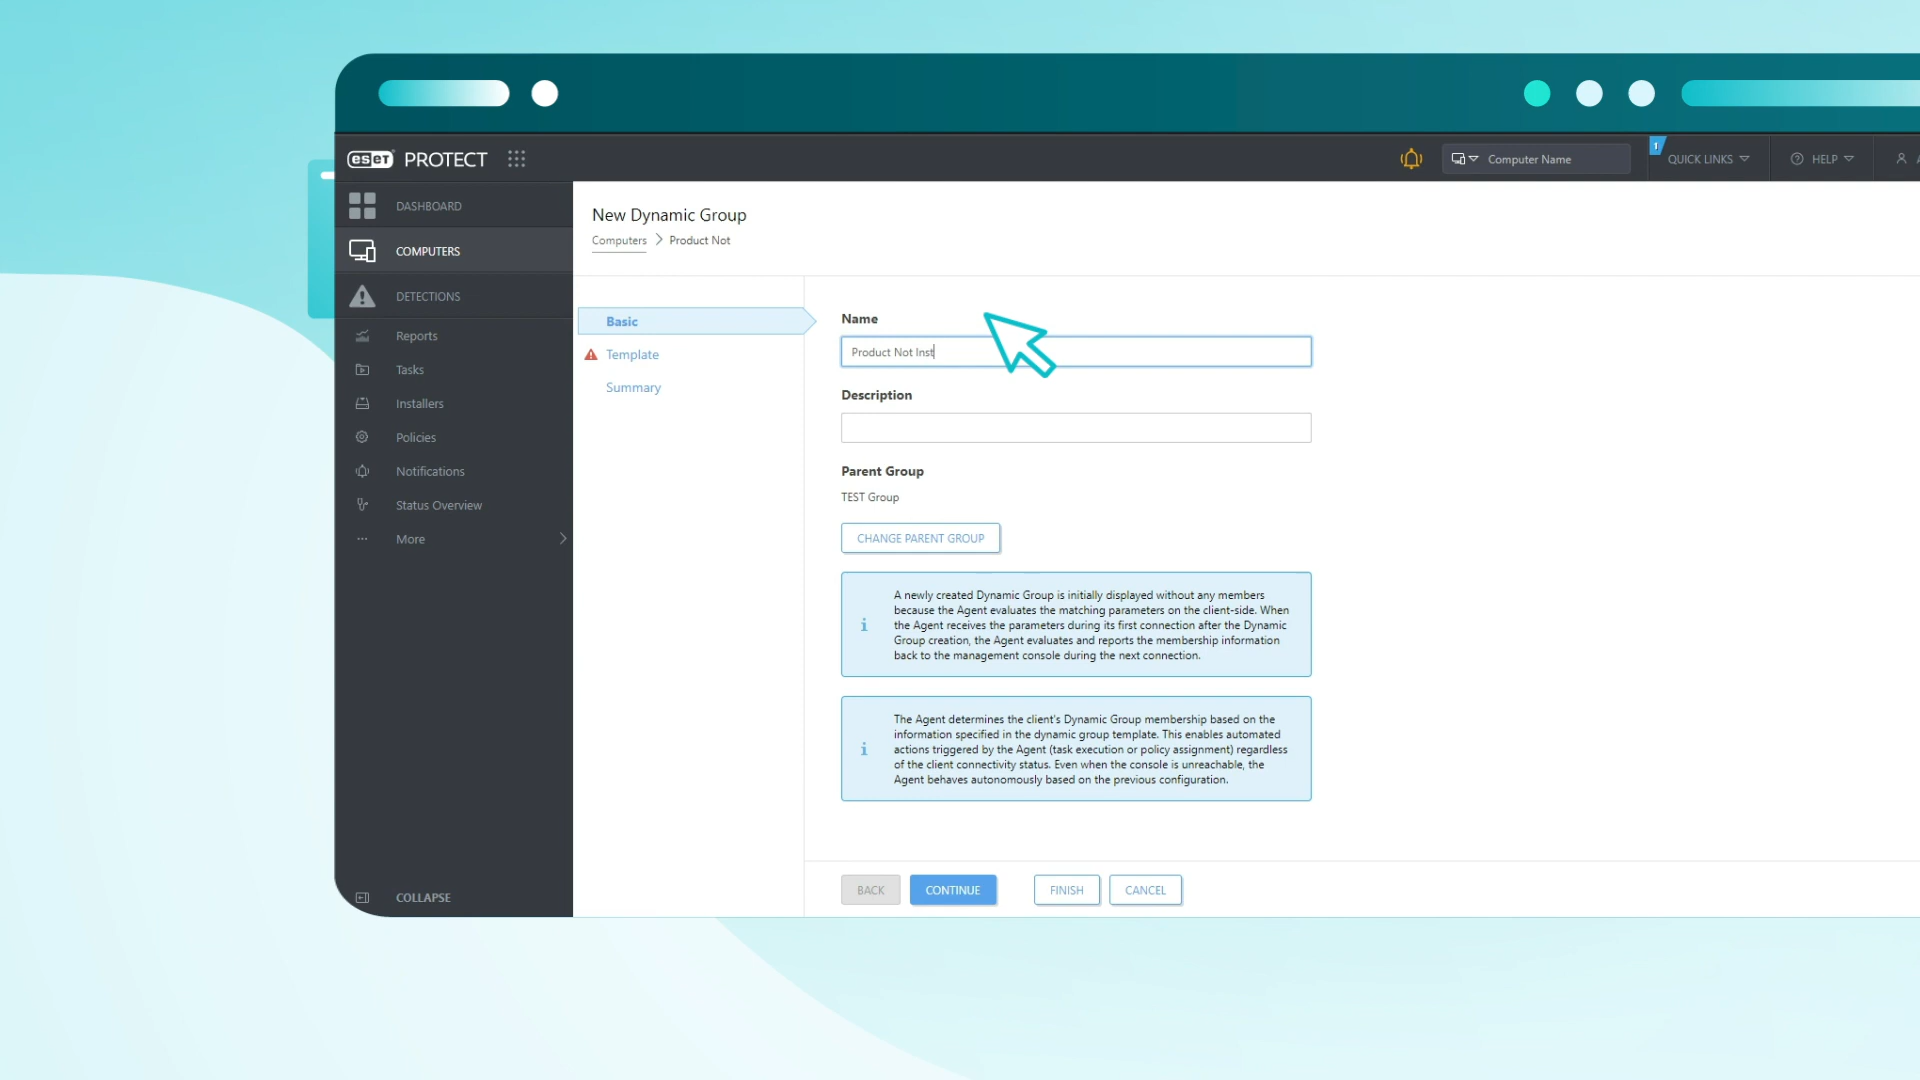 eset PROTECT
Computer Name
1
QUICK LINKS
HELP
DASHBOARD
COMPUTERS
DETECTIONS
Reports
Tasks
Installers
Policies
Notifications
Status Overview
More
COLLAPSE
New Dynamic Group
Computers > Product Not
Basic
Template
Summary
Name
Product Not Inst
Description
Parent Group
TEST Group
CHANGE PARENT GROUP
A newly created Dynamic Group is initially displayed without any members
because the Agent evaluates the matching parameters on the client-side. When
the Agent receives the parameters during its first connection after the Dynamic
Group creation, the Agent evaluates and reports the membership information
back to the management console during the next connection.
The Agent determines the client's Dynamic Group membership based on the
information specified in the dynamic group template. This enables automated
actions triggered by the Agent (task execution or policy assignment) regardless
of the client connectivity status. Even when the console is unreachable, the
Agent behaves autonomously based on the previous configuration.
BACK
CONTINUE
FINISH
CANCEL